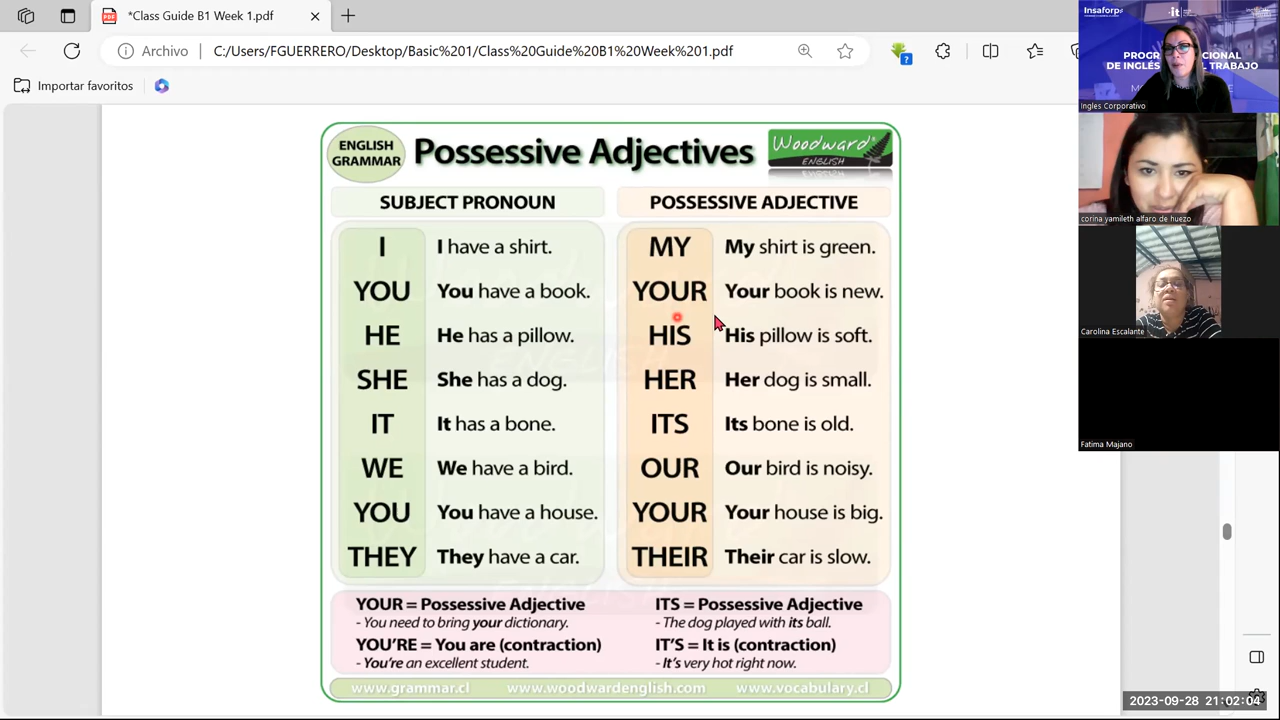 *Class Guide B1 Week 1.pdf
Archivo
C:/Users/FGUERRERO/Desktop/Basic%201/Class%20Guide%20B1%20Week%201.pdf
Importar favoritos
ENGLISH
GRAMMAR
Possessive Adjectives
Woodward
ENGLISH
SUBJECT PRONOUN
POSSESSIVE ADJECTIVE
I I have a shirt. MY My shirt is green.
YOU You have a book. YOUR Your book is new.
HE He has a pillow. HIS His pillow is soft.
SHE She has a dog. HER Her dog is small.
IT It has a bone. ITS Its bone is old.
WE We have a bird. OUR Our bird is noisy.
YOU You have a house. YOUR Your house is big.
THEY They have a car. THEIR Their car is slow.
YOUR = Possessive Adjective
- You need to bring your dictionary.
YOU'RE = You are (contraction)
- You're an excellent student.
ITS = Possessive Adjective
- The dog played with its ball.
IT'S = It is (contraction)
- It's very hot right now.
www.grammar.cl www.woodwardenglish.com www.vocabulary.cl
Insaforp
it
PROGR CIONAL
DE INGLÉS L TRABAJO
Ingles Corporativo
corina yamileth alfaro de huezo
Carolina Escalante
Fatima Majano
2023-09-28 21:02:04